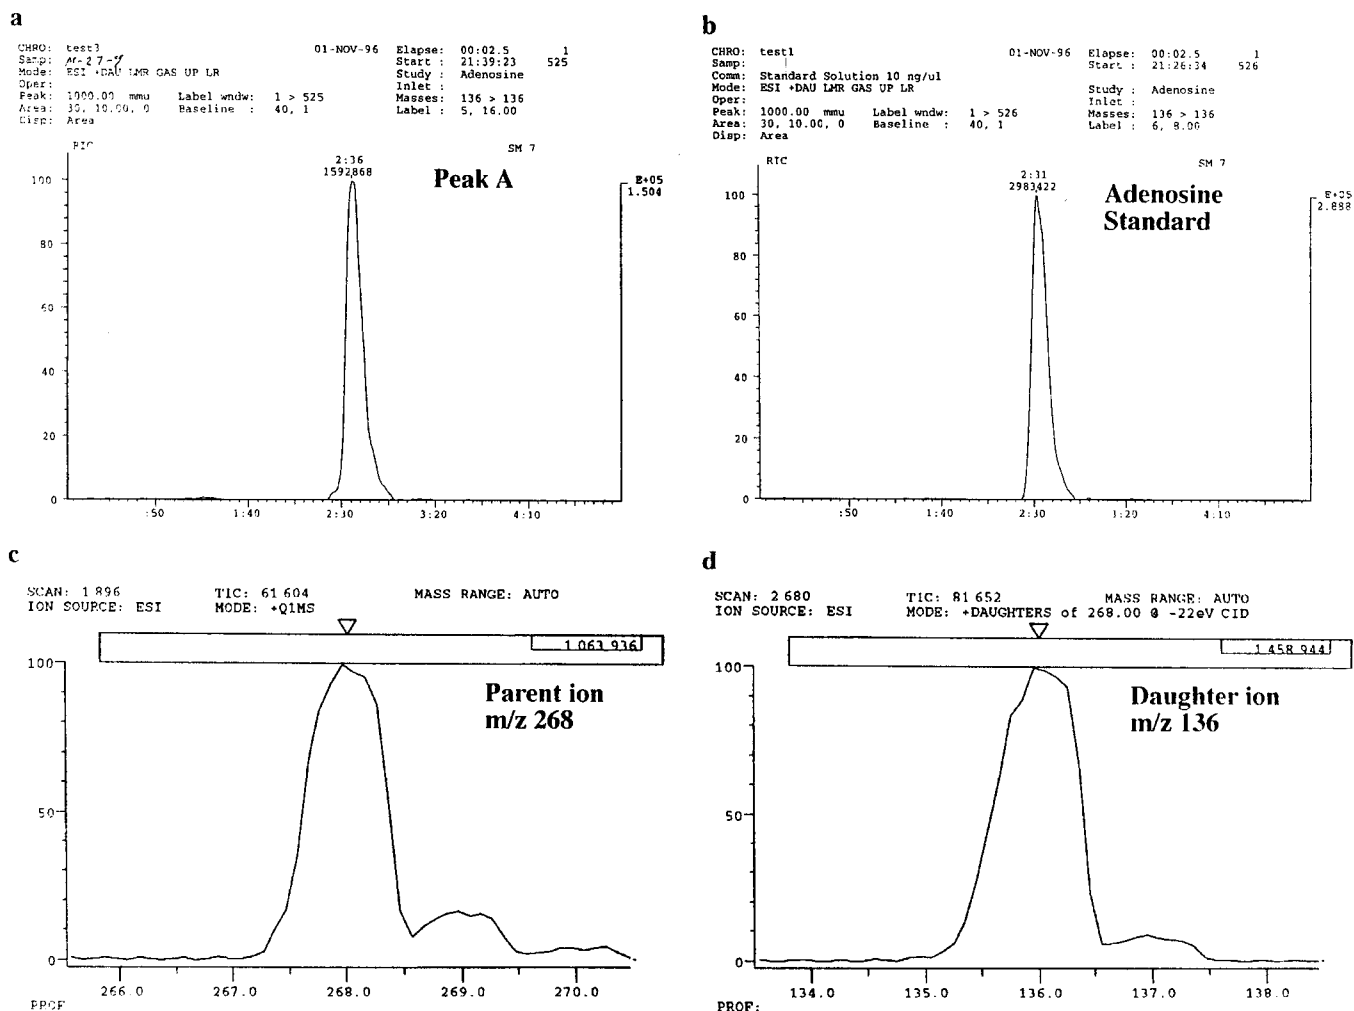 a
CHRO: test3 01-NOV-96 Elapse: 00:02.5 1
Samp: Start : 21:39:23 525
Mode: ESI +DAU LMR GAS UP LR Study : Adenosine
Oper: Inlet :
Peak: 1000.00 mmu Label wndw: 1 > 525 Masses: 136 > 136
Area: 30, 10.00, 0 Baseline : 40, 1 Label : 5, 16.00
Disp: Area
RIC SM 7
2:36
1592868
Peak A
E+05
1.504
100
80
60
40
20
0
:50 1:40 2:30 3:20 4:10
b
CHRO: test1 01-NOV-96 Elapse: 00:02.5 1
Samp: Start : 21:26:34 526
Comm: Standard Solution 10 ng/ul
Mode: ESI +DAU LMR GAS UP LR Study : Adenosine
Oper: Inlet :
Peak: 1000.00 mmu Label wndw: 1 > 526 Masses: 136 > 136
Area: 30, 10.00, 0 Baseline : 40, 1 Label : 6, 8.00
Disp: Area
RIC SM 7
2:31
2983422
Adenosine
Standard
E+05
2.888
100
80
60
40
20
0
:50 1:40 2:30 3:20 4:10
c
SCAN: 1896 TIC: 61604 MASS RANGE: AUTO
ION SOURCE: ESI MODE: +Q1MS
1 063 936
100
Parent ion
m/z 268
50
0
266.0 267.0 268.0 269.0 270.0
PROF
d
SCAN: 2680 TIC: 81652 MASS RANGE: AUTO
ION SOURCE: ESI MODE: +DAUGHTERS of 268.00 @ -22eV CID
1 458 944
100
Daughter ion
m/z 136
50
0
134.0 135.0 136.0 137.0 138.0
PROF: